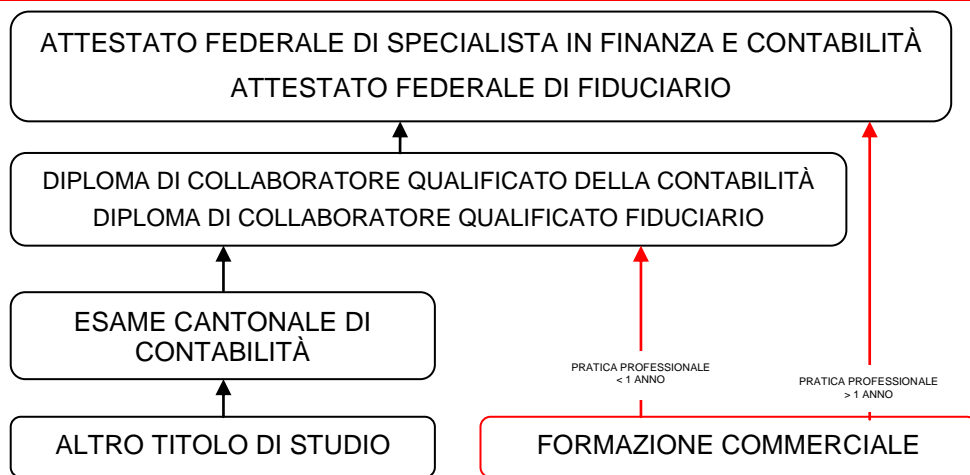 ATTESTATO FEDERALE DI SPECIALISTA IN FINANZA E CONTABILITÀ
ATTESTATO FEDERALE DI FIDUCIARIO
DIPLOMA DI COLLABORATORE QUALIFICATO DELLA CONTABILITÀ
DIPLOMA DI COLLABORATORE QUALIFICATO FIDUCIARIO
ESAME CANTONALE DI
CONTABILITÀ
PRATICA PROFESSIONALE
< 1 ANNO
PRATICA PROFESSIONALE
> 1 ANNO
ALTRO TITOLO DI STUDIO
FORMAZIONE COMMERCIALE